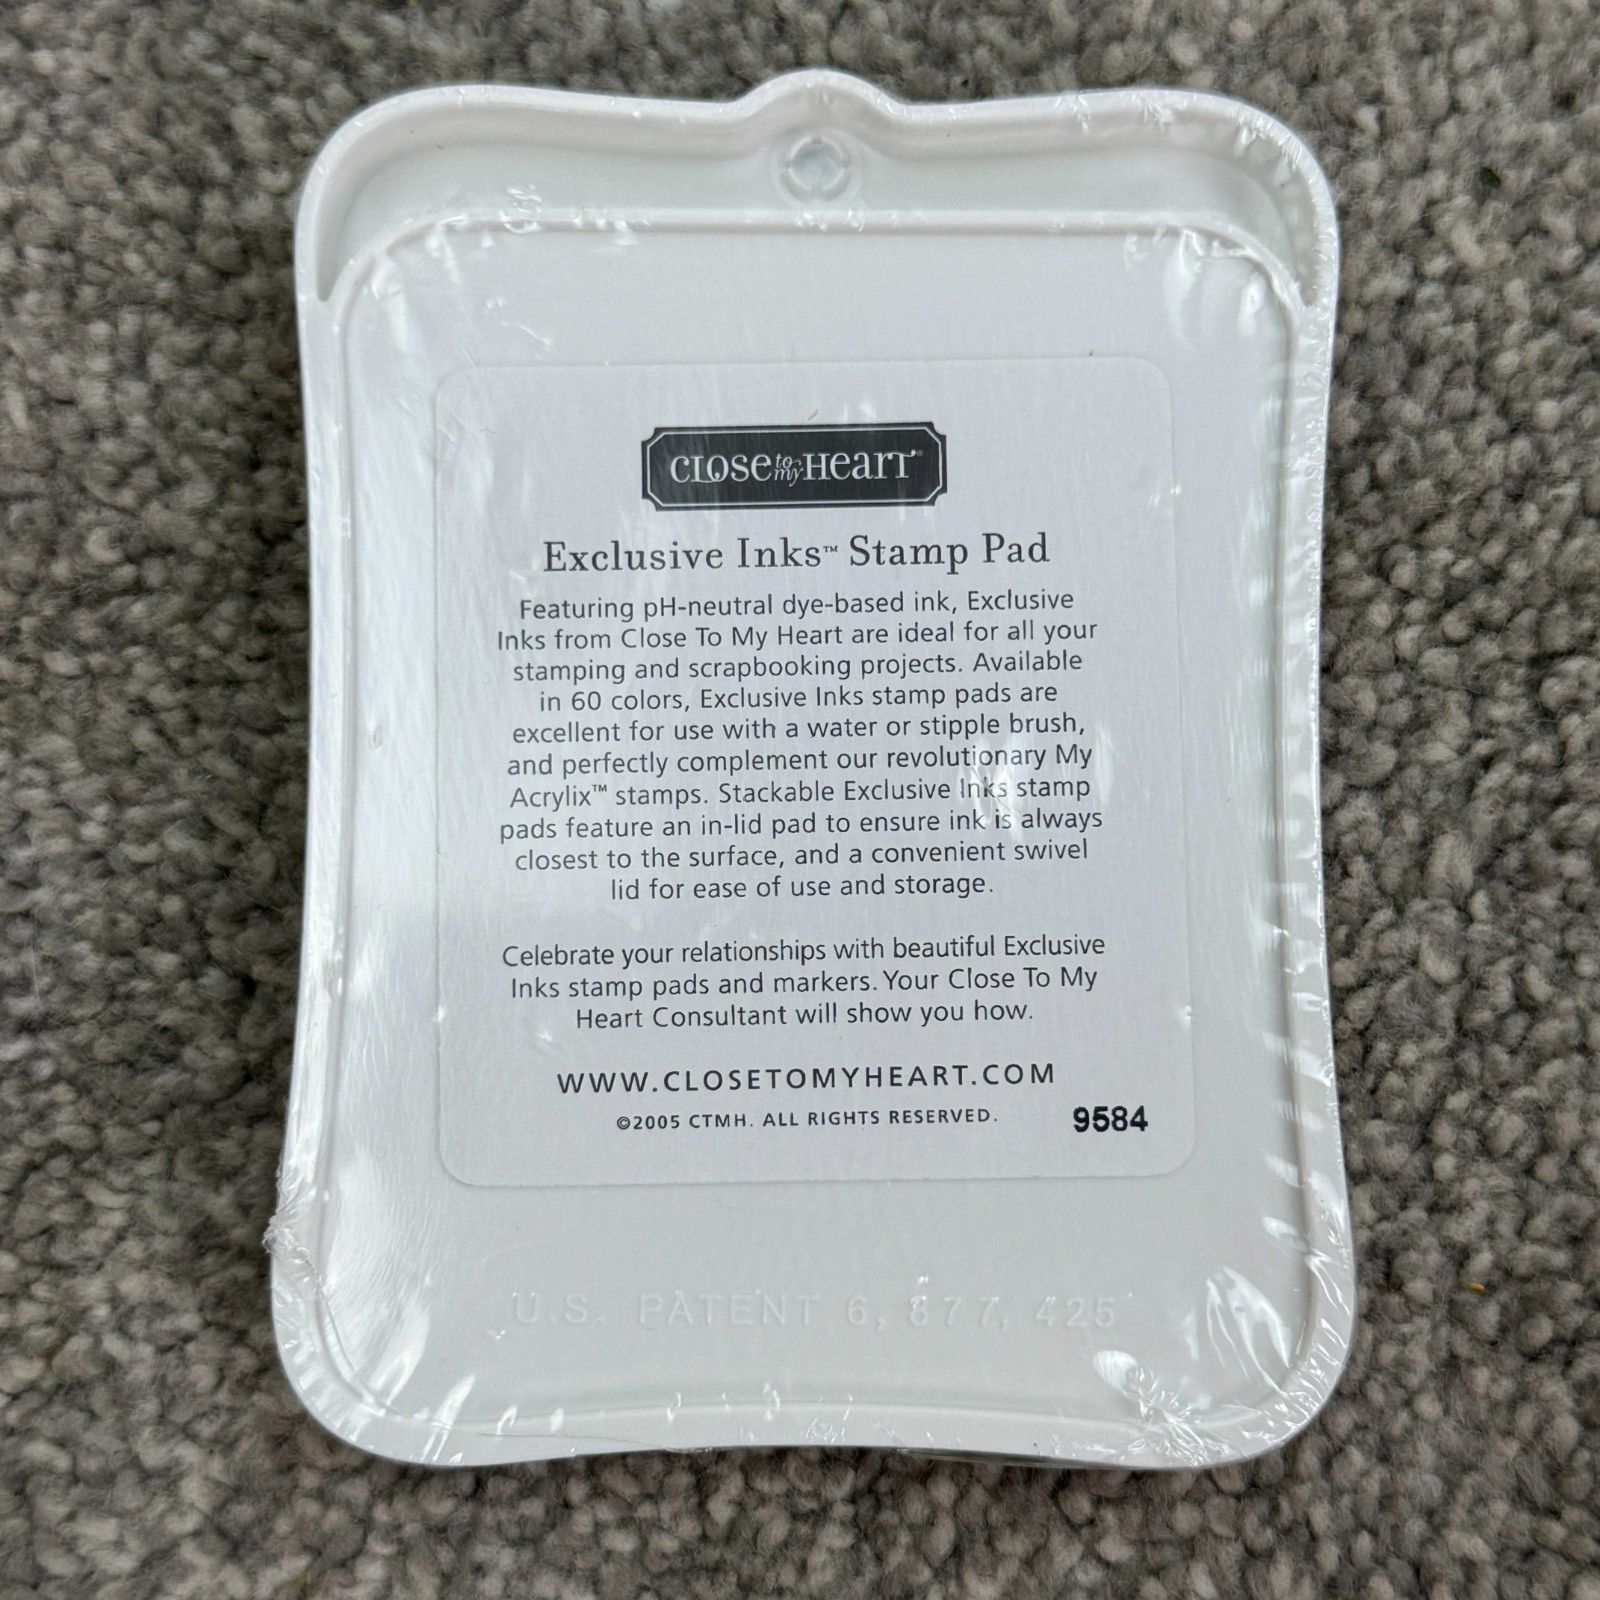 CLOSE to my HEART®
Exclusive Inks™ Stamp Pad
Featuring pH-neutral dye-based ink, Exclusive
Inks from Close To My Heart are ideal for all your
stamping and scrapbooking projects. Available
in 60 colors, Exclusive Inks stamp pads are
excellent for use with a water or stipple brush,
and perfectly complement our revolutionary My
Acrylix™ stamps. Stackable Exclusive Inks stamp
pads feature an in-lid pad to ensure ink is always
closest to the surface, and a convenient swivel
lid for ease of use and storage.
Celebrate your relationships with beautiful Exclusive
Inks stamp pads and markers. Your Close To My
Heart Consultant will show you how.
WWW.CLOSETOMYHEART.COM
©2005 CTMH. ALL RIGHTS RESERVED. 9584
U.S. PATENT 6, 877, 425